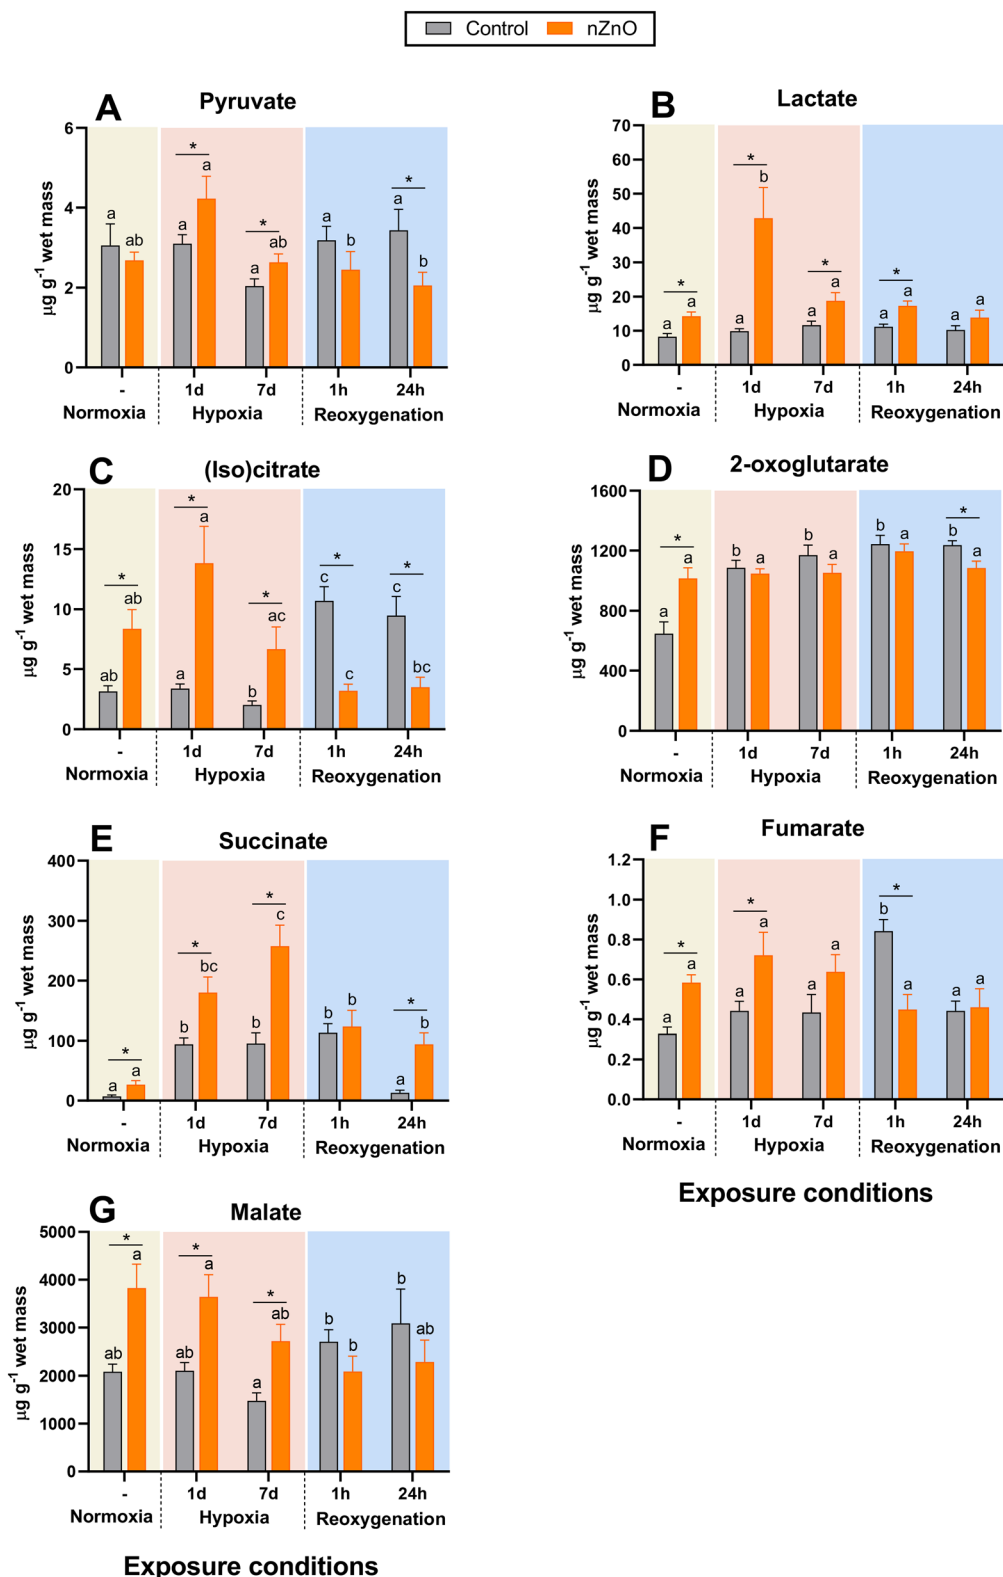 Control nZnO
A Pyruvate
μg g-1 wet mass
6
4
2
0
a ab a a * a ab * a b a b *
- 1d 7d 1h 24h
Normoxia Hypoxia Reoxygenation
B Lactate
μg g-1 wet mass
70
60
50
40
30
20
10
0
a a * a b * a a * a a * a a
- 1d 7d 1h 24h
Normoxia Hypoxia Reoxygenation
C (Iso)citrate
μg g-1 wet mass
20
15
10
5
0
ab ab * a a * b ac * c c * c bc *
- 1d 7d 1h 24h
Normoxia Hypoxia Reoxygenation
D 2-oxoglutarate
μg g-1 wet mass
1600
1200
800
400
0
a a * b a b a b a b a *
- 1d 7d 1h 24h
Normoxia Hypoxia Reoxygenation
E Succinate
μg g-1 wet mass
400
300
200
100
0
a a * b bc * b c * b b a b *
- 1d 7d 1h 24h
Normoxia Hypoxia Reoxygenation
F Fumarate
μg g-1 wet mass
1.2
1.0
0.8
0.6
0.4
0.2
0.0
a a * a a * a a b a * a a
- 1d 7d 1h 24h
Normoxia Hypoxia Reoxygenation
Exposure conditions
G Malate
μg g-1 wet mass
5000
4000
3000
2000
1000
0
ab a * ab a * a ab * b b b ab
- 1d 7d 1h 24h
Normoxia Hypoxia Reoxygenation
Exposure conditions